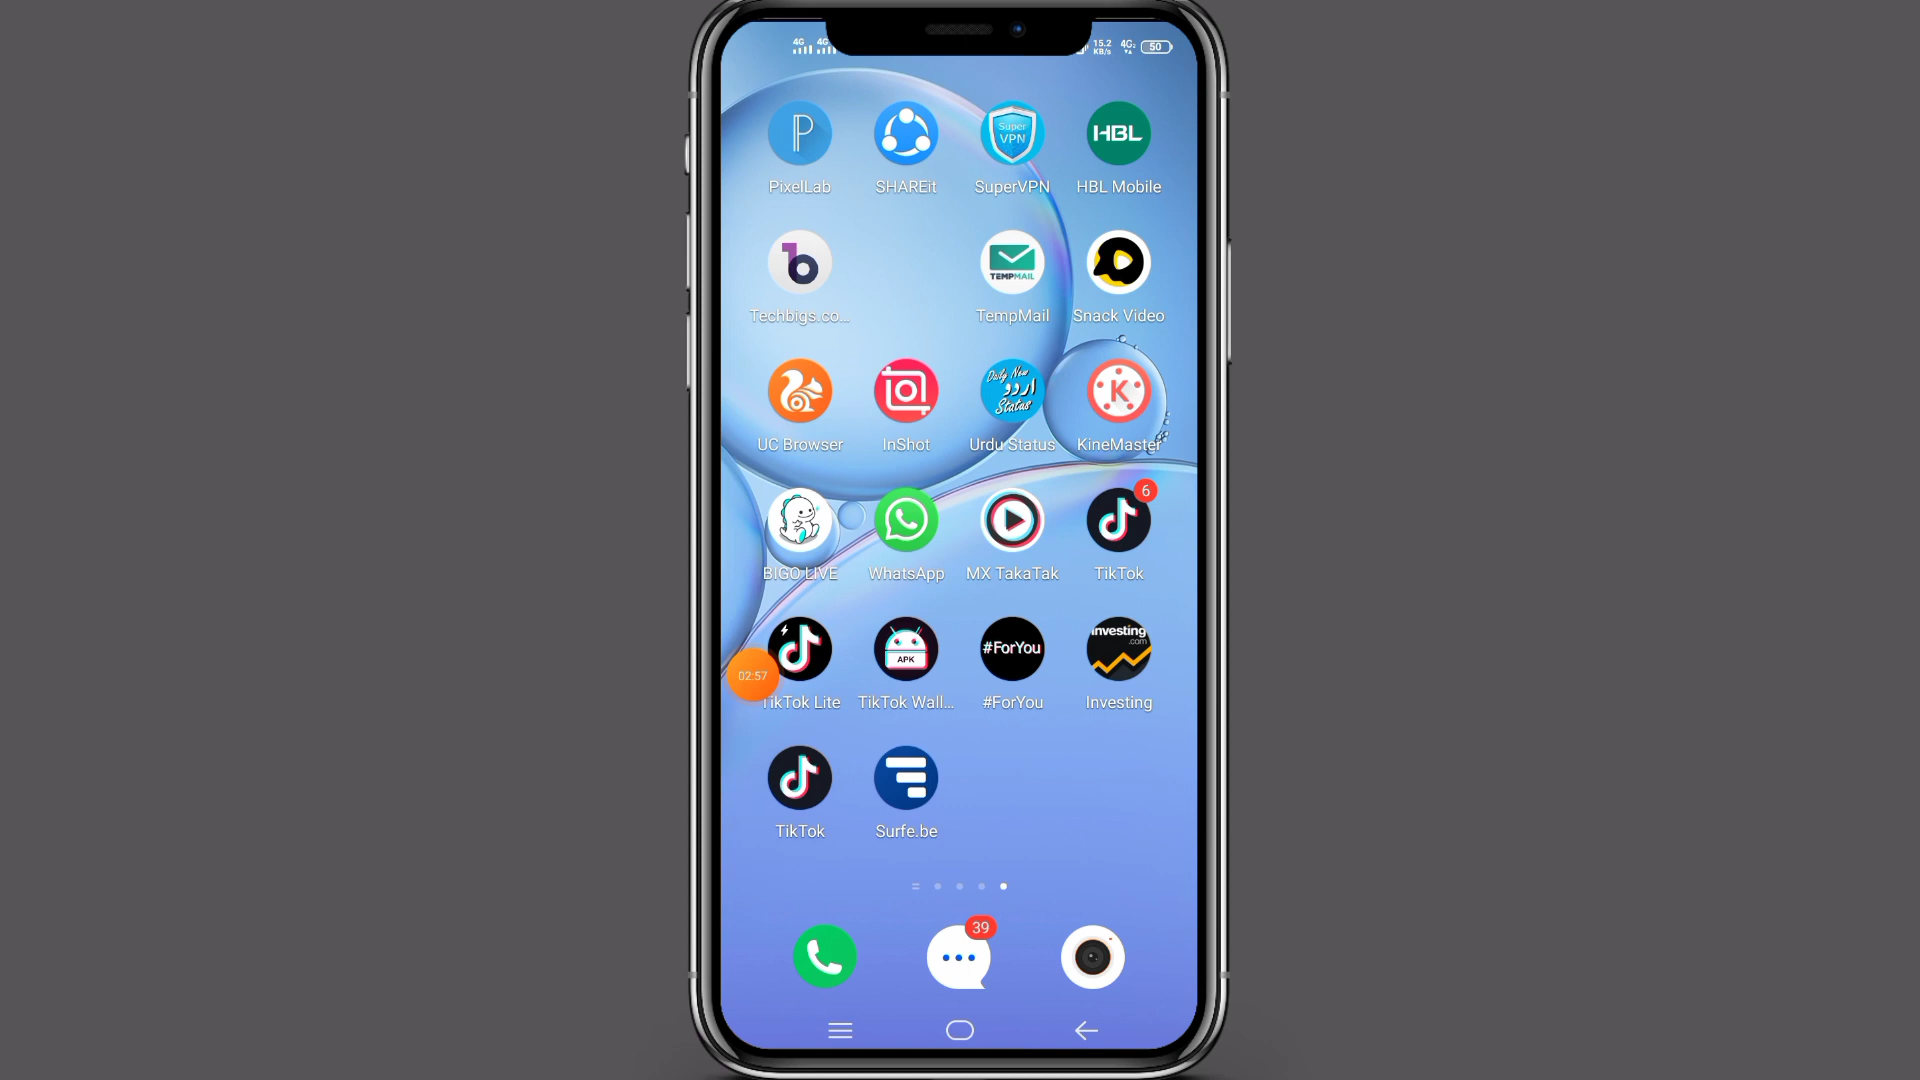 4G 4G 15.2 KB/s 4G 50
Super VPN HBL
PixelLab SHAREit SuperVPN HBL Mobile
TEMPMAIL
Techbigs.co... TempMail Snack Video
Daily New
اردو
Status
UC Browser InShot Urdu Status KineMaster
6
BIGO LIVE WhatsApp MX TakaTak TikTok
APK #ForYou Investing .com
02:57
TikTok Lite TikTok Wall... #ForYou Investing
TikTok Surfe.be
39